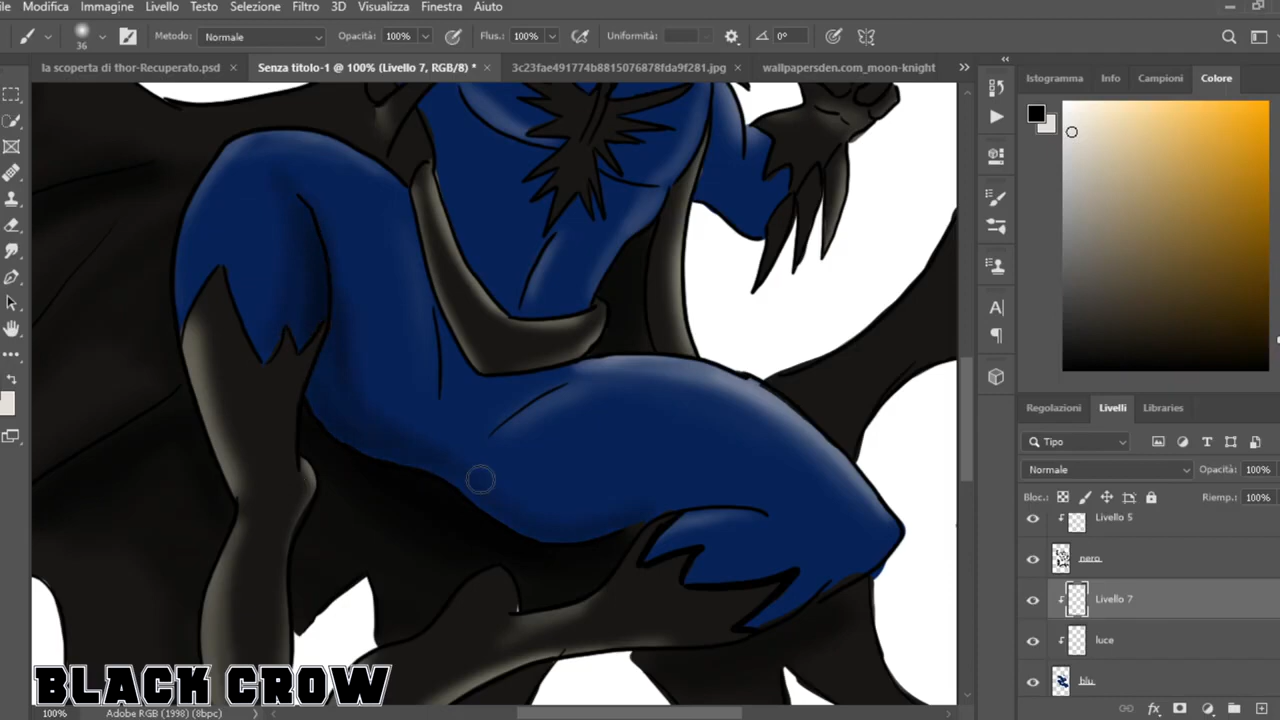 ile Modifica Immagine Livello Testo Selezione Filtro 3D Visualizza Finestra Aiuto
36 Metodo: Normale Opacità: 100% Flus.: 100% Uniformità: 0°
la scoperta di thor-Recuperato.psd × Senza titolo-1 @ 100% (Livello 7, RGB/8) * × 3c23fae491774b8815076878fda9f281.jpg × wallpapersden.com_moon-knight
Istogramma Info Campioni Colore
Regolazioni Livelli Libraries
Tipo
Normale Opacità: 100%
Bloc.: Riemp.: 100%
Livello 5
nero
Livello 7
luce
blu
BLACK CROW
100% Adobe RGB (1998) (8bpc)